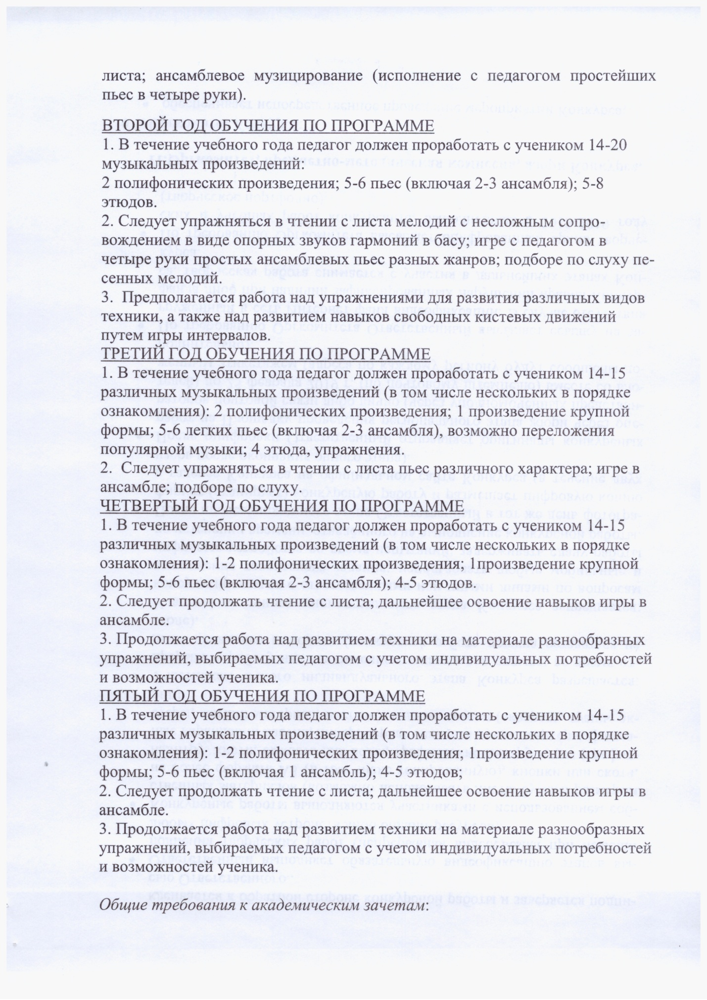 листа; ансамблевое музицирование (исполнение с педагогом простейших
пьес в четыре руки).
ВТОРОЙ ГОД ОБУЧЕНИЯ ПО ПРОГРАММЕ
1. В течение учебного года педагог должен проработать с учеником 14-20
музыкальных произведений:
2 полифонических произведения; 5-6 пьес (включая 2-3 ансамбля); 5-8
этюдов.
2. Следует упражняться в чтении с листа мелодий с несложным сопро-
вождением в виде опорных звуков гармоний в басу; игре с педагогом в
четыре руки простых ансамблевых пьес разных жанров; подборе по слуху пе-
сенных мелодий.
3. Предполагается работа над упражнениями для развития различных видов
техники, а также над развитием навыков свободных кистевых движений
путем игры интервалов.
ТРЕТИЙ ГОД ОБУЧЕНИЯ ПО ПРОГРАММЕ
1. В течение учебного года педагог должен проработать с учеником 14-15
различных музыкальных произведений (в том числе нескольких в порядке
ознакомления): 2 полифонических произведения; 1 произведение крупной
формы; 5-6 легких пьес (включая 2-3 ансамбля), возможно переложения
популярной музыки; 4 этюда, упражнения.
2. Следует упражняться в чтении с листа пьес различного характера; игре в
ансамбле; подборе по слуху.
ЧЕТВЕРТЫЙ ГОД ОБУЧЕНИЯ ПО ПРОГРАММЕ
1. В течение учебного года педагог должен проработать с учеником 14-15
различных музыкальных произведений (в том числе нескольких в порядке
ознакомления): 1-2 полифонических произведения; 1произведение крупной
формы; 5-6 пьес (включая 2-3 ансамбля); 4-5 этюдов.
2. Следует продолжать чтение с листа; дальнейшее освоение навыков игры в
ансамбле.
3. Продолжается работа над развитием техники на материале разнообразных
упражнений, выбираемых педагогом с учетом индивидуальных потребностей
и возможностей ученика.
ПЯТЫЙ ГОД ОБУЧЕНИЯ ПО ПРОГРАММЕ
1. В течение учебного года педагог должен проработать с учеником 14-15
различных музыкальных произведений (в том числе нескольких в порядке
ознакомления): 1-2 полифонических произведения; 1произведение крупной
формы; 5-6 пьес (включая 1 ансамбль); 4-5 этюдов;
2. Следует продолжать чтение с листа; дальнейшее освоение навыков игры в
ансамбле.
3. Продолжается работа над развитием техники на материале разнообразных
упражнений, выбираемых педагогом с учетом индивидуальных потребностей
и возможностей ученика.
Общие требования к академическим зачетам: